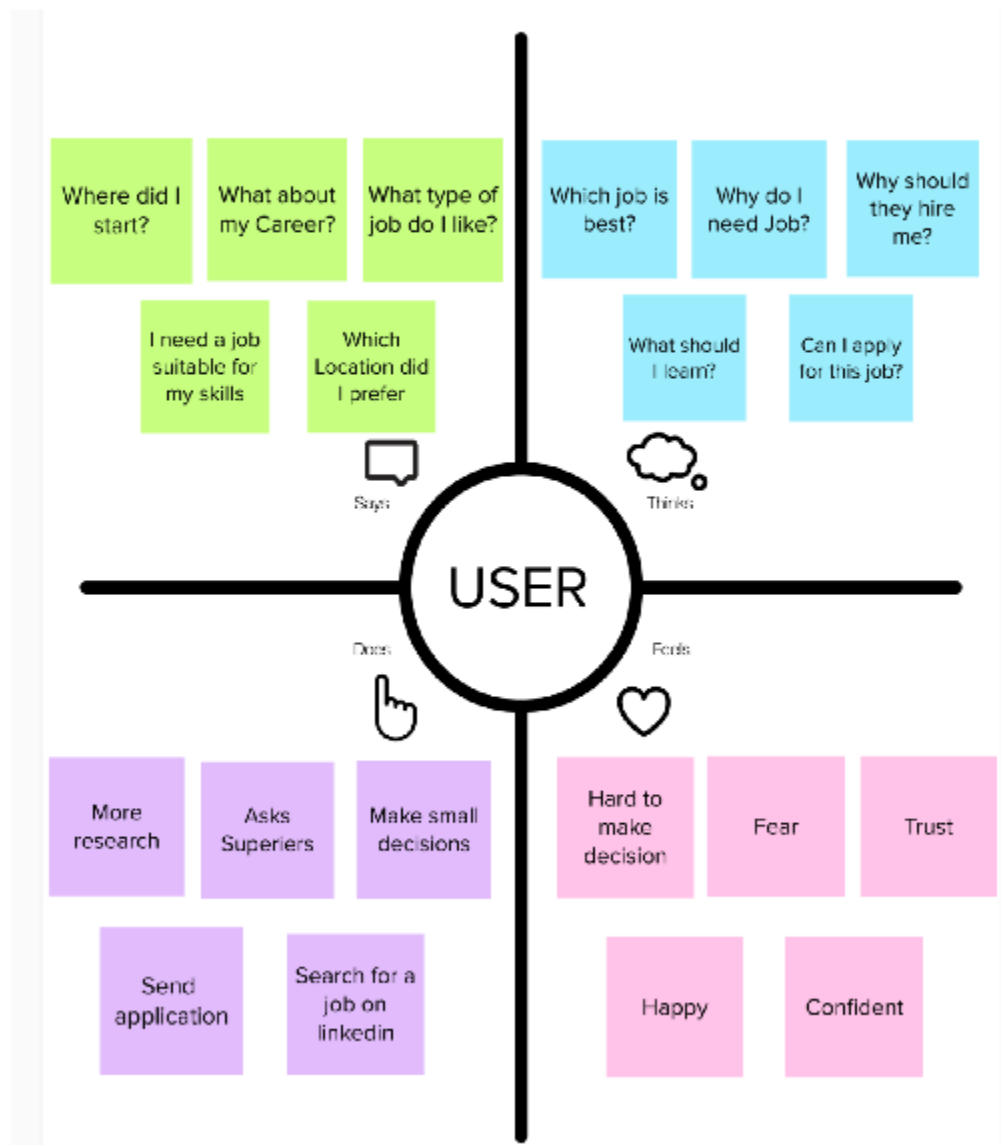 Where did I
start?
What about
my Career?
What type of
job do I like?
I need a job
suitable for
my skills
Which
Location did
I prefer
Says
Which job is
best?
Why do I
need Job?
Why should
they hire
me?
What should
I learn?
Can I apply
for this job?
Thinks
USER
Does
More
research
Asks
Superiers
Make small
decisions
Send
application
Search for a
job on
linkedin
Feels
Hard to
make
decision
Fear
Trust
Happy
Confident